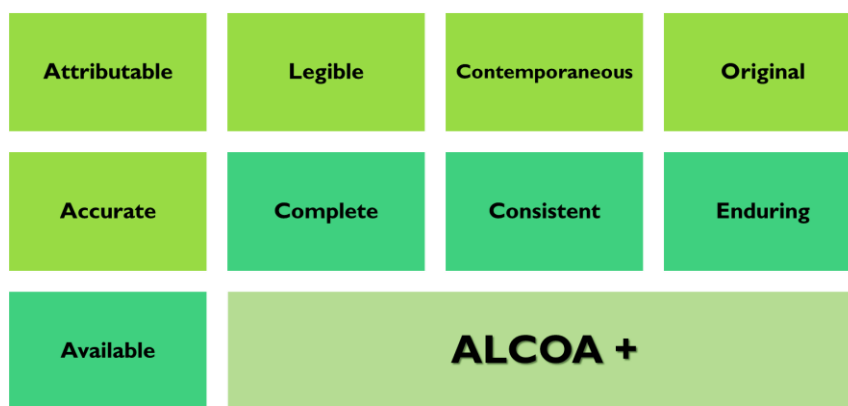 Attributable
Legible
Contemporaneous
Original
Accurate
Complete
Consistent
Enduring
Available
ALCOA +